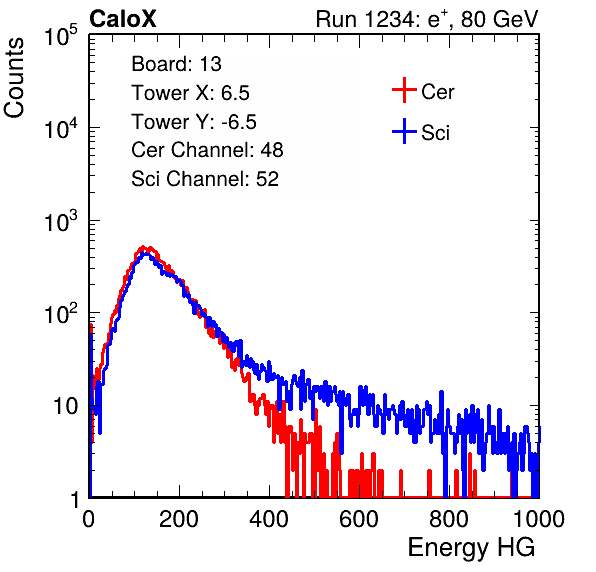 CaloX Run 1234: e⁺, 80 GeV
Counts
10⁵
10⁴
10³
10²
10
1
Board: 13
Tower X: 6.5
Tower Y: -6.5
Cer Channel: 48
Sci Channel: 52
Cer
Sci
0 200 400 600 800 1000
Energy HG